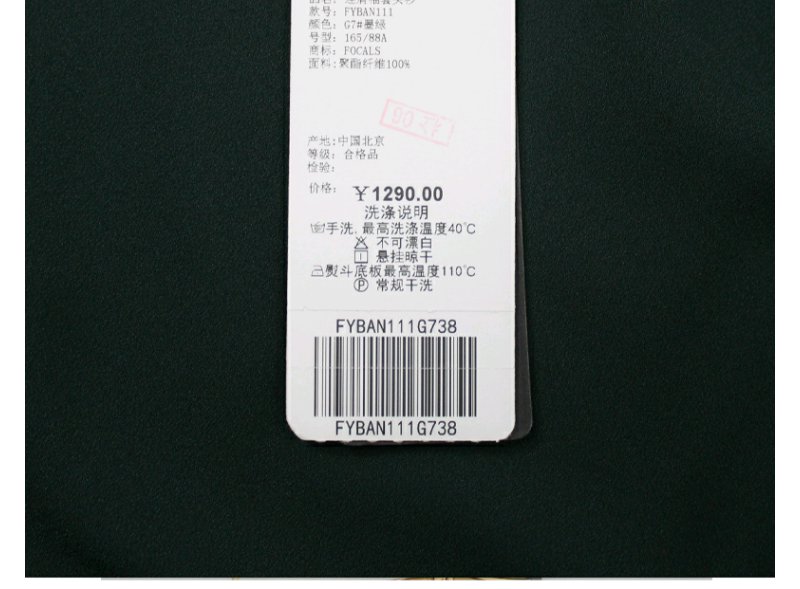 款号: FYBAN111
颜色: G7#墨绿
号型: 165/88A
商标: FOCALS
面料:聚酯纤维100%
产地:中国北京
等级: 合格品
检验:
价格: ￥1290.00
洗涤说明
手洗,最高洗涤温度40℃
不可漂白
悬挂晾干
熨斗底板最高温度110℃
Ⓟ 常规干洗
FYBAN111G738
FYBAN111G738